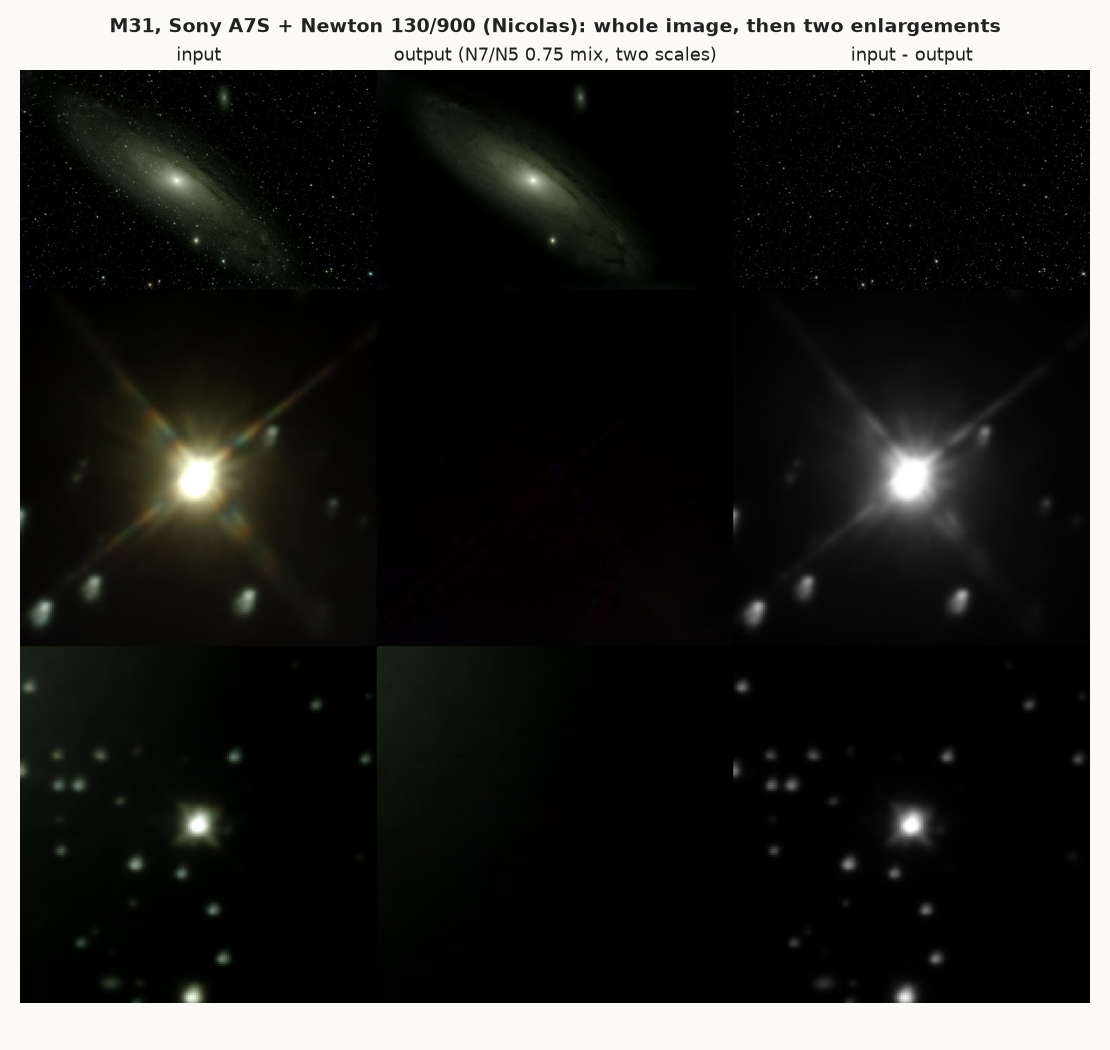 M31, Sony A7S + Newton 130/900 (Nicolas): whole image, then two enlargements
input
output (N7/N5 0.75 mix, two scales)
input - output